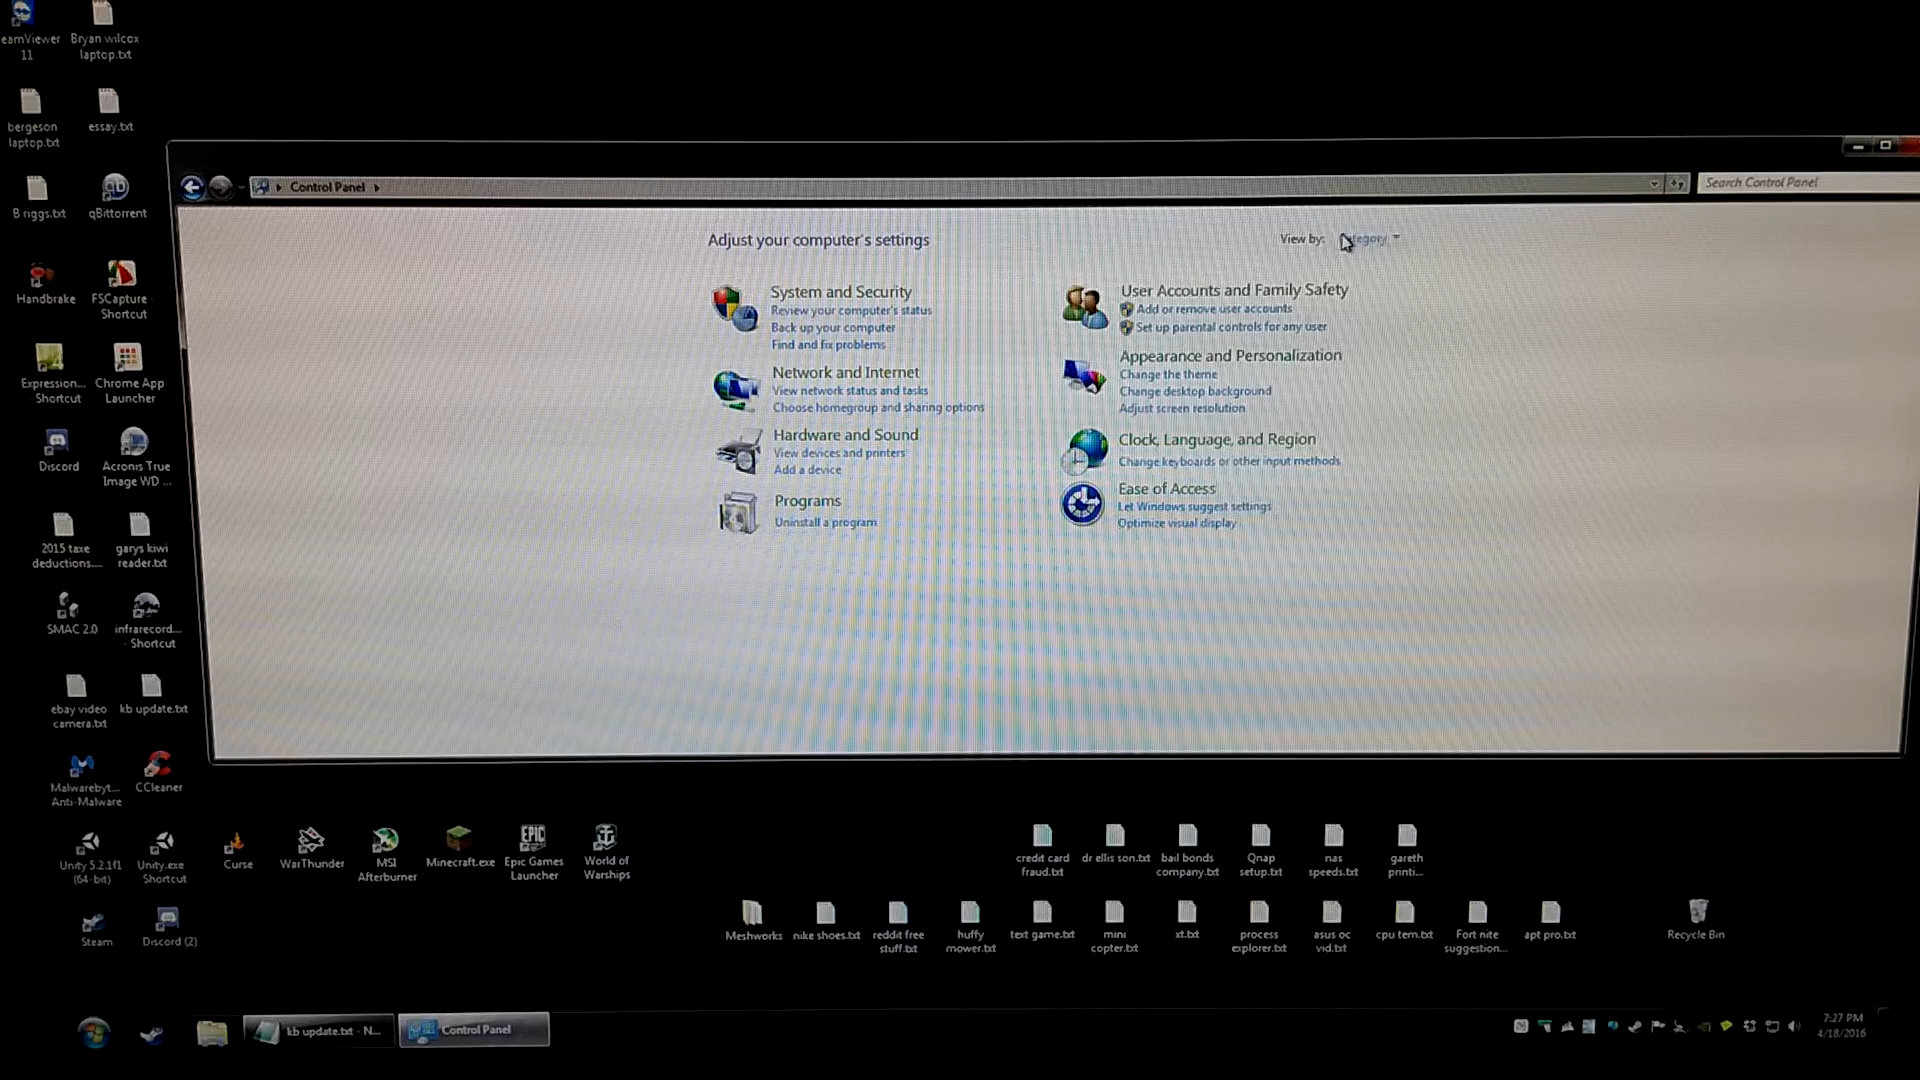 eamViewer
11
Bryan wilcox
laptop.txt
bergeson
laptop.txt
essay.txt
Briggs.txt
qBittorrent
Handbrake
FSCapture -
Shortcut
Expression...
Shortcut
Chrome App
Launcher
Discord
Acronis True
Image WD ...
2015 taxe
deductions....
garys kiwi
reader.txt
SMAC 2.0
infrarecord...
- Shortcut
ebay video
camera.txt
kb update.txt
Malwarebyt...
Anti-Malware
CCleaner
Unity 5.2.1f1
(64-bit)
Unity.exe
Shortcut
Curse
WarThunder
MSI
Afterburner
Minecraft.exe
Epic Games
Launcher
World of
Warships
Steam
Discord (2)
Control Panel
Search Control Panel
Adjust your computer's settings
View by:
System and Security
Review your computer's status
Back up your computer
Find and fix problems
Network and Internet
View network status and tasks
Choose homegroup and sharing options
Hardware and Sound
View devices and printers
Add a device
Programs
Uninstall a program
User Accounts and Family Safety
Add or remove user accounts
Set up parental controls for any user
Appearance and Personalization
Change the theme
Change desktop background
Adjust screen resolution
Clock, Language, and Region
Change keyboards or other input methods
Ease of Access
Let Windows suggest settings
Optimize visual display
credit card
fraud.txt
dr ellis son.txt
bail bonds
company.txt
Qnap
setup.txt
nas
speeds.txt
gareth
printi...
Meshworks
nike shoes.txt
reddit free
stuff.txt
huffy
mower.txt
text game.txt
mini
copter.txt
xt.txt
process
explorer.txt
asus oc
vid.txt
cpu tem.txt
Fort nite
suggestion...
apt pro.txt
Recycle Bin
kb update.txt - N...
Control Panel
7:27 PM
4/18/2016